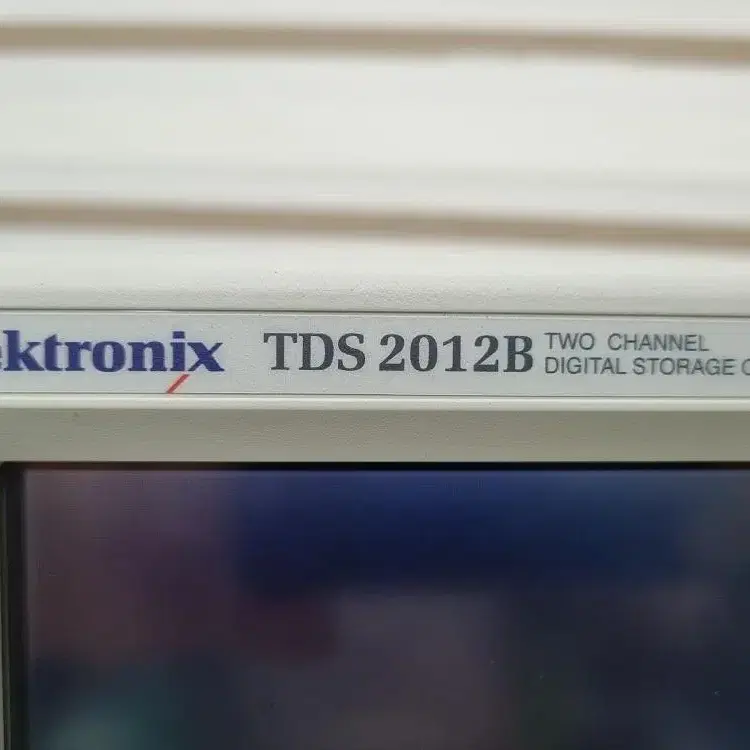 ektronix TDS 2012B TWO CHANNEL
DIGITAL STORAGE